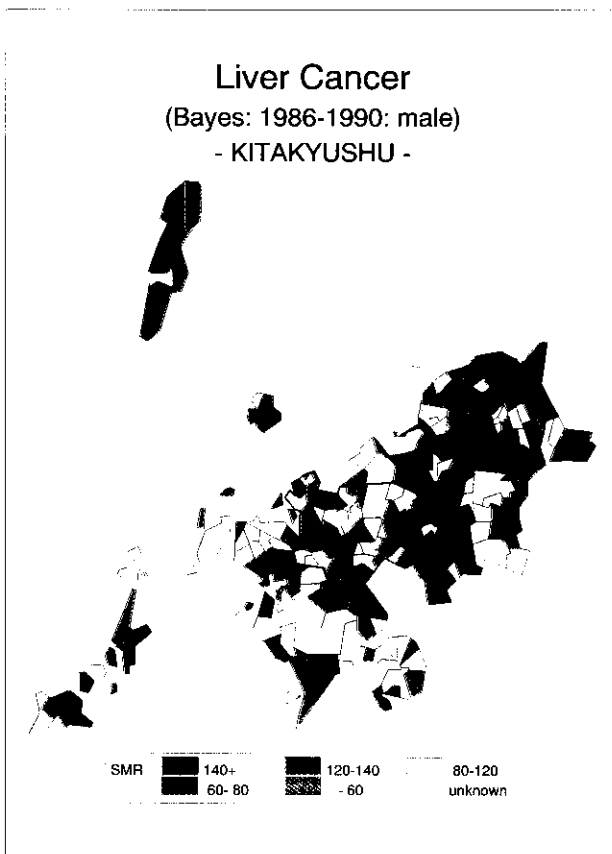 Liver Cancer
(Bayes: 1986-1990: male)
- KITAKYUSHU -
SMR 140+ 120-140 80-120
60- 80 - 60 unknown